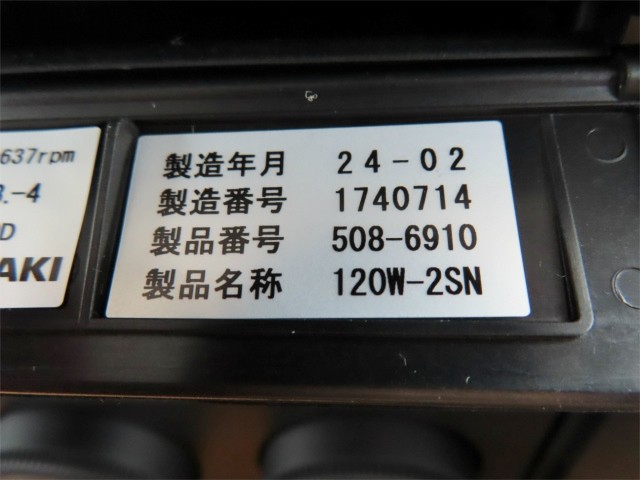 637rpm
-4
D
AKI
製造年月 24-02
製造番号 1740714
製品番号 508-6910
製品名称 120W-2SN